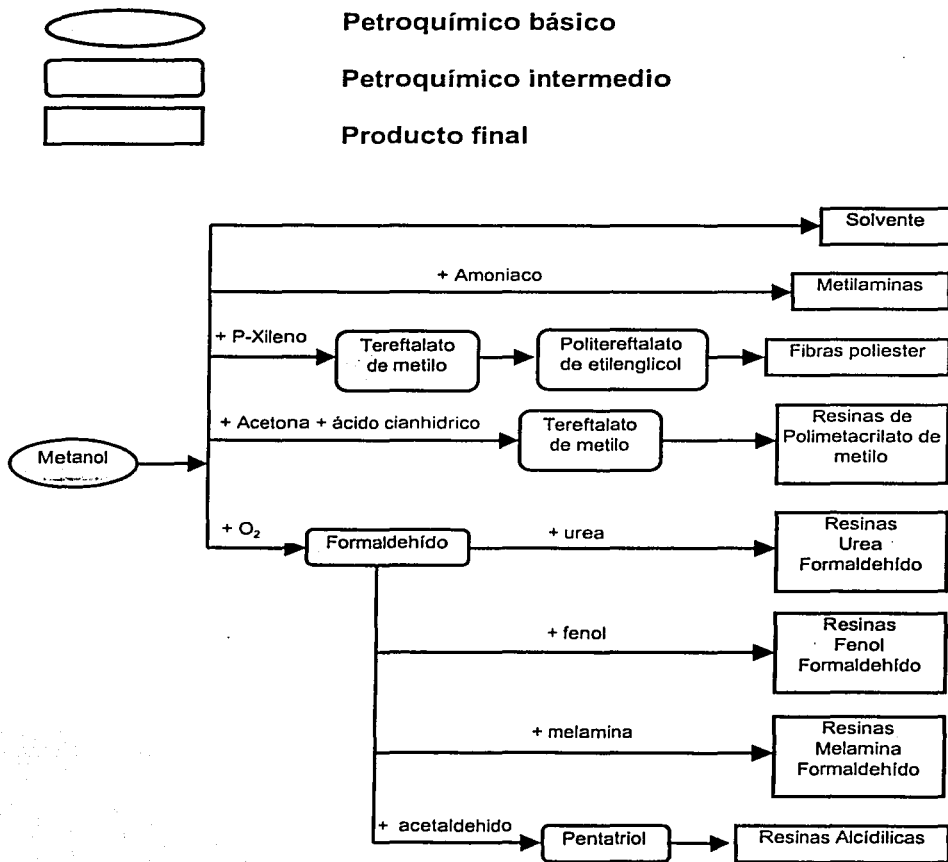 Petroquímico básico
Petroquímico intermedio
Producto final
Solvente
+ Amoniaco
Metilaminas
+ P-Xileno
Tereftalato
de metilo
Politereftalato
de etilenglicol
Fibras poliester
+ Acetona + ácido cianhidrico
Tereftalato
de metilo
Resinas de
Polimetacrilato de
metilo
Metanol
+ O₂
Formaldehído
+ urea
Resinas
Urea
Formaldehído
+ fenol
Resinas
Fenol
Formaldehído
+ melamina
Resinas
Melamina
Formaldehído
+ acetaldehido
Pentatriol
Resinas Alcídilicas